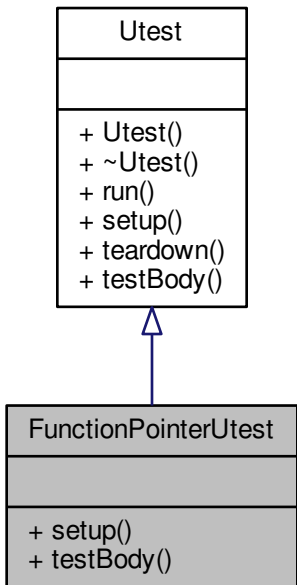 Utest
+ Utest()
+ ~Utest()
+ run()
+ setup()
+ teardown()
+ testBody()
FunctionPointerUtest
+ setup()
+ testBody()